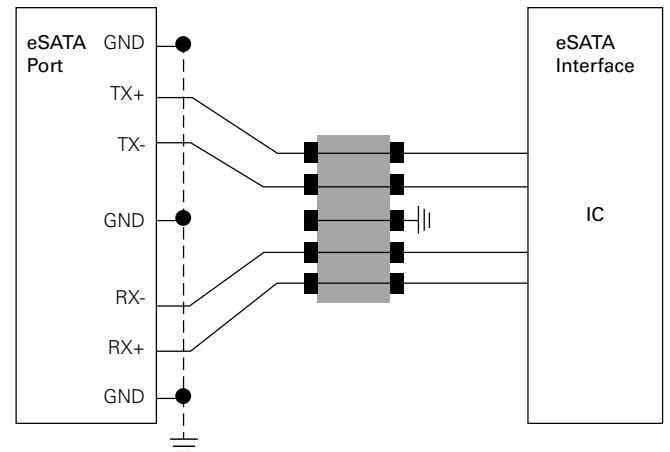 eSATA
Port
GND
TX+
TX-
GND
RX-
RX+
GND
eSATA
Interface
IC